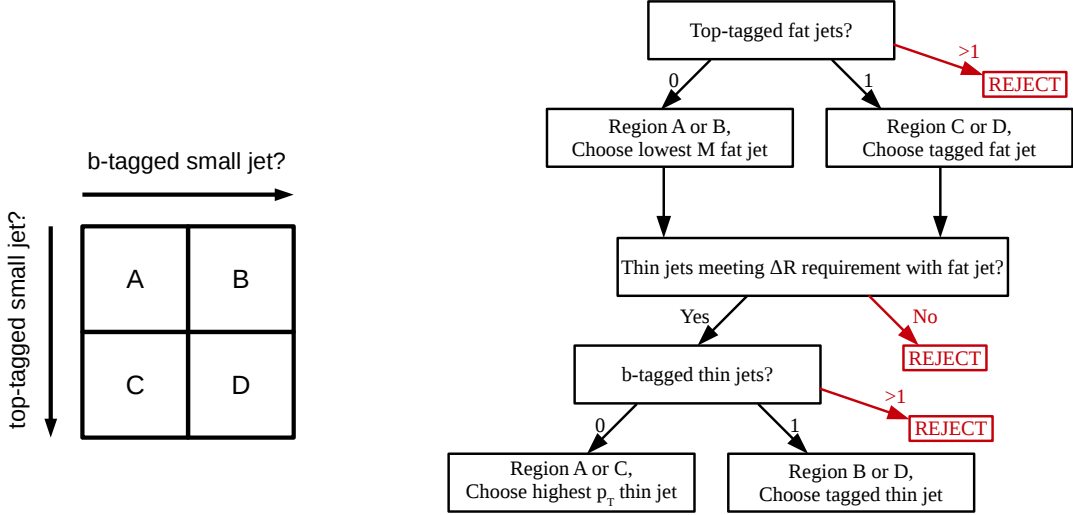 b-tagged small jet?
top-tagged small jet?
A
B
C
D
Top-tagged fat jets?
>1
REJECT
0
1
Region A or B,
Choose lowest M fat jet
Region C or D,
Choose tagged fat jet
Thin jets meeting ΔR requirement with fat jet?
Yes
No
REJECT
b-tagged thin jets?
>1
REJECT
0
1
Region A or C,
Choose highest p_T thin jet
Region B or D,
Choose tagged thin jet